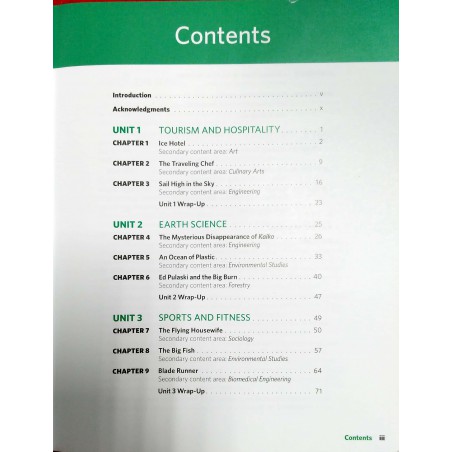 Contents
Introduction v
Acknowledgments x
UNIT 1 TOURISM AND HOSPITALITY 1
CHAPTER 1 Ice Hotel 2
Secondary content area: Art
CHAPTER 2 The Traveling Chef 9
Secondary content area: Culinary Arts
CHAPTER 3 Sail High in the Sky 16
Secondary content area: Engineering
Unit 1 Wrap-Up 23
UNIT 2 EARTH SCIENCE 25
CHAPTER 4 The Mysterious Disappearance of Kaiko 26
Secondary content area: Engineering
CHAPTER 5 An Ocean of Plastic 33
Secondary content area: Environmental Studies
CHAPTER 6 Ed Pulaski and the Big Burn 40
Secondary content area: Forestry
Unit 2 Wrap-Up 47
UNIT 3 SPORTS AND FITNESS 49
CHAPTER 7 The Flying Housewife 50
Secondary content area: Sociology
CHAPTER 8 The Big Fish 57
Secondary content area: Environmental Studies
CHAPTER 9 Blade Runner 64
Secondary content area: Biomedical Engineering
Unit 3 Wrap-Up 71
Contents iii